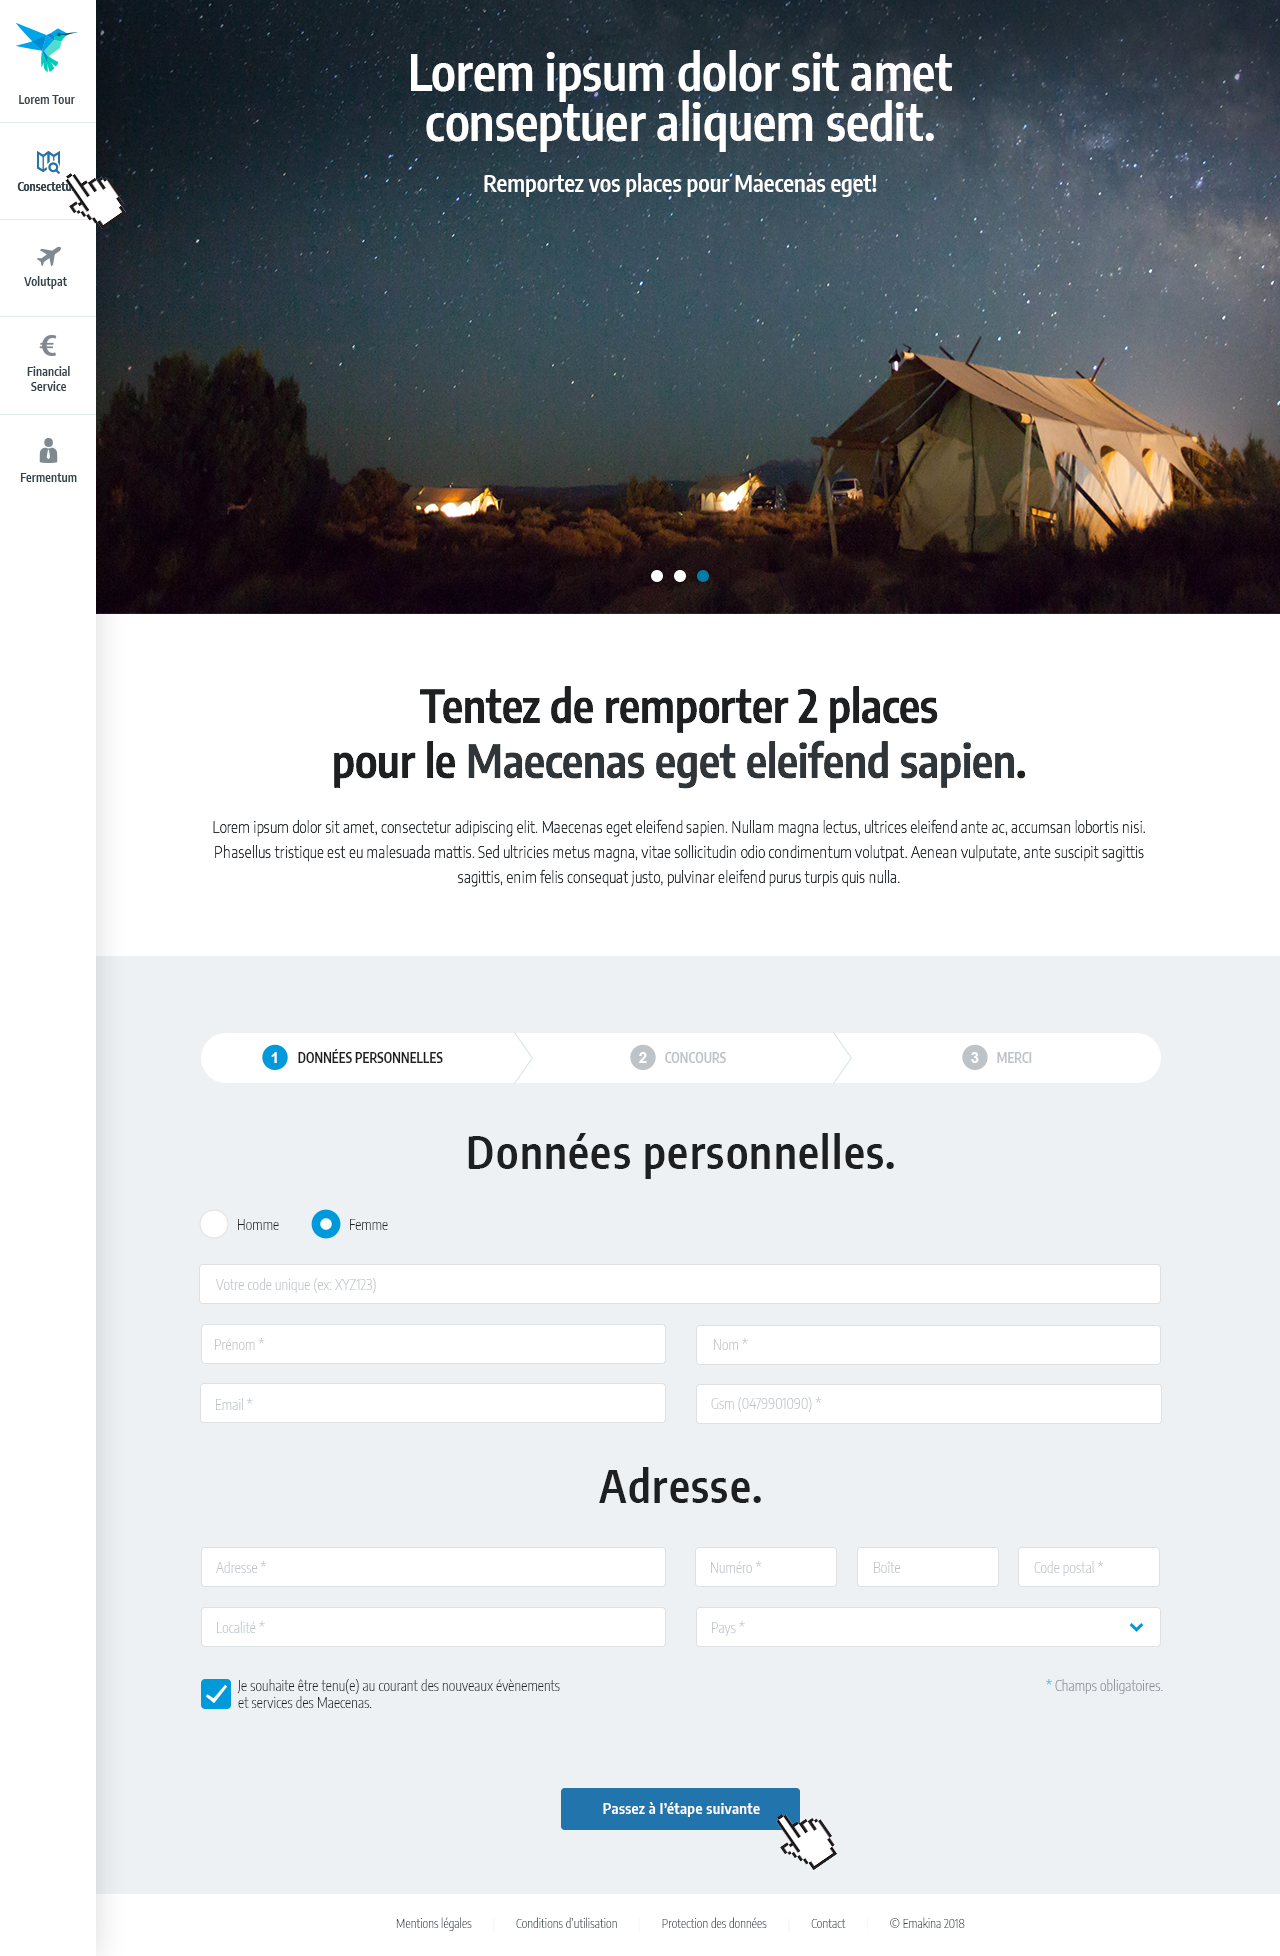 Lorem Tour
Consectetu
Volutpat
€
Financial
Service
Fermentum
Lorem ipsum dolor sit amet
conseptuer aliquem sedit.
Remportez vos places pour Maecenas eget!
Tentez de remporter 2 places
pour le Maecenas eget eleifend sapien.
Lorem ipsum dolor sit amet, consectetur adipiscing elit. Maecenas eget eleifend sapien. Nullam magna lectus, ultrices eleifend ante ac, accumsan lobortis nisi.
Phasellus tristique est eu malesuada mattis. Sed ultricies metus magna, vitae sollicitudin odio condimentum volutpat. Aenean vulputate, ante suscipit sagittis
sagittis, enim felis consequat justo, pulvinar eleifend purus turpis quis nulla.
1 DONNÉES PERSONNELLES
2 CONCOURS
3 MERCI
Données personnelles.
Homme
Femme
Votre code unique (ex: XYZ123)
Prénom *
Nom *
Email *
Gsm (0479901090) *
Adresse.
Adresse *
Numéro *
Boîte
Code postal *
Localité *
Pays *
Je souhaite être tenu(e) au courant des nouveaux évènements
et services des Maecenas.
* Champs obligatoires.
Passez à l'étape suivante
Mentions légales
Conditions d'utilisation
Protection des données
Contact
© Emakina 2018